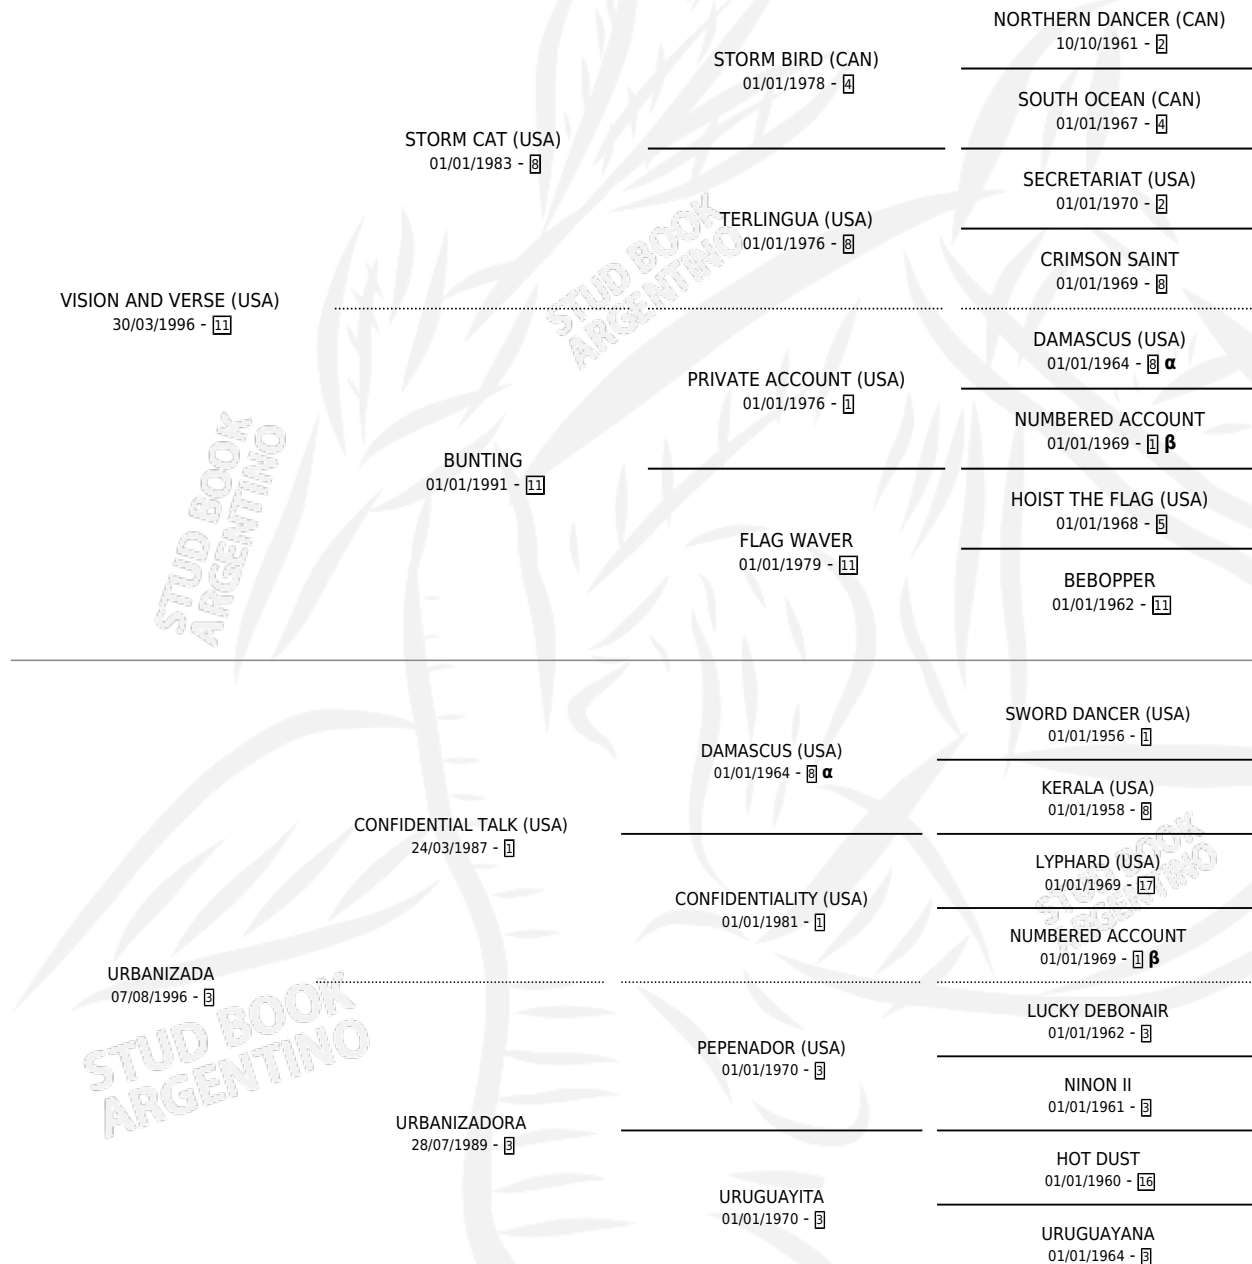 NORTHERN DANCER (CAN)
10/10/1961 - 2
STORM BIRD (CAN)
01/01/1978 - 4
SOUTH OCEAN (CAN)
01/01/1967 - 4
STORM CAT (USA)
01/01/1983 - 8
SECRETARIAT (USA)
01/01/1970 - 2
TERLINGUA (USA)
01/01/1976 - 8
CRIMSON SAINT
01/01/1969 - 8
VISION AND VERSE (USA)
30/03/1996 - 11
DAMASCUS (USA)
01/01/1964 - 8 α
PRIVATE ACCOUNT (USA)
01/01/1976 - 1
NUMBERED ACCOUNT
01/01/1969 - 1 β
BUNTING
01/01/1991 - 11
HOIST THE FLAG (USA)
01/01/1968 - 5
FLAG WAVER
01/01/1979 - 11
BEBOPPER
01/01/1962 - 11
SWORD DANCER (USA)
01/01/1956 - 1
DAMASCUS (USA)
01/01/1964 - 8 α
KERALA (USA)
01/01/1958 - 8
CONFIDENTIAL TALK (USA)
24/03/1987 - 1
LYPHARD (USA)
01/01/1969 - 17
CONFIDENTIALITY (USA)
01/01/1981 - 1
NUMBERED ACCOUNT
01/01/1969 - 1 β
URBANIZADA
07/08/1996 - 3
LUCKY DEBONAIR
01/01/1962 - 3
PEPENADOR (USA)
01/01/1970 - 3
NINON II
01/01/1961 - 3
URBANIZADORA
28/07/1989 - 3
HOT DUST
01/01/1960 - 16
URUGUAYITA
01/01/1970 - 3
URUGUAYANA
01/01/1964 - 3
STUD BOOK
ARGENTINO
STUD BOOK
ARGENTINO
STUD BOOK
ARGENTINO
STUD BOOK
ARGENTINO